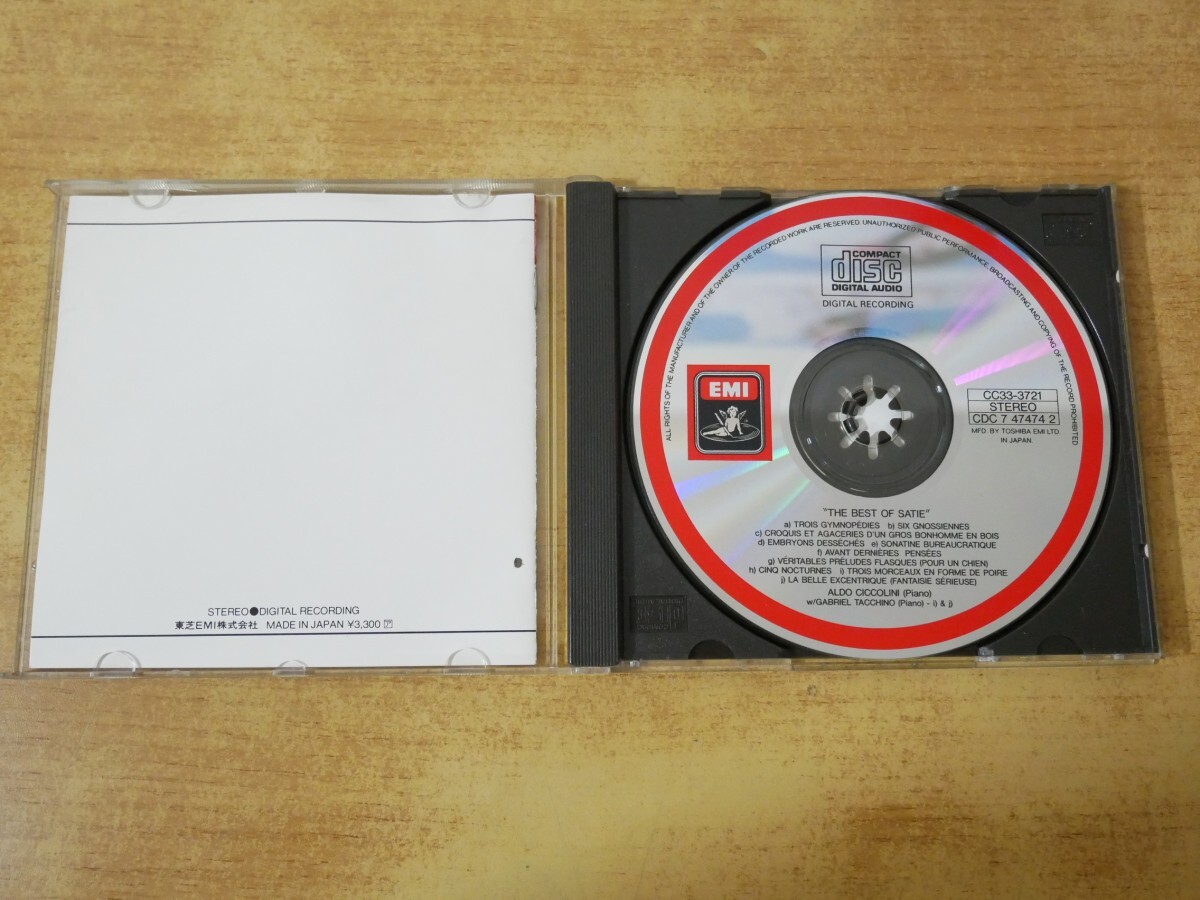 STEREO●DIGITAL RECORDING
東芝EMI株式会社 MADE IN JAPAN ¥3,300 ア
ALL RIGHTS OF THE MANUFACTURER AND OF THE OWNER OF THE RECORDED WORK ARE RESERVED. UNAUTHORIZED PUBLIC PERFORMANCE, BROADCASTING AND COPYING OF THE RECORD PROHIBITED
COMPACT
disc
DIGITAL AUDIO
DIGITAL RECORDING
EMI
CC33-3721
STEREO
CDC 7 47474 2
MFD. BY TOSHIBA EMI LTD.
IN JAPAN.
"THE BEST OF SATIE"
a) TROIS GYMNOPÉDIES b) SIX GNOSSIENNES
c) CROQUIS ET AGACERIES D'UN GROS BONHOMME EN BOIS
d) EMBRYONS DESSÉCHÉS e) SONATINE BUREAUCRATIQUE
f) AVANT DERNIÈRES PENSÉES
g) VÉRITABLES PRÉLUDES FLASQUES (POUR UN CHIEN)
h) CINQ NOCTURNES i) TROIS MORCEAUX EN FORME DE POIRE
j) LA BELLE EXCENTRIQUE (FANTAISIE SÉRIEUSE)
ALDO CICCOLINI (Piano)
w/GABRIEL TACCHINO (Piano) - i) & j)